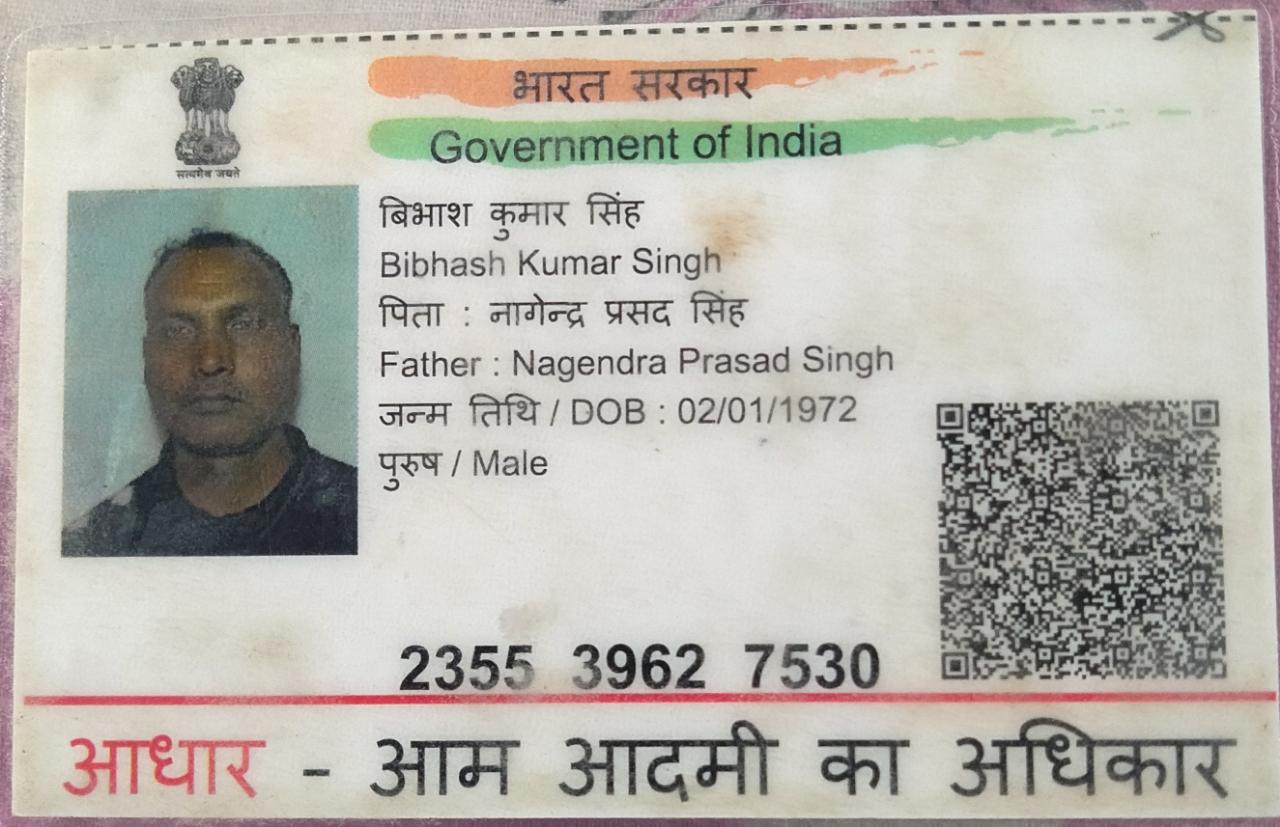 भारत सरकार
Government of India
सत्यमेव जयते
बिभाश कुमार सिंह
Bibhash Kumar Singh
पिता : नागेन्द्र प्रसद सिंह
Father : Nagendra Prasad Singh
जन्म तिथि / DOB : 02/01/1972
पुरुष / Male
2355 3962 7530
आधार - आम आदमी का अधिकार